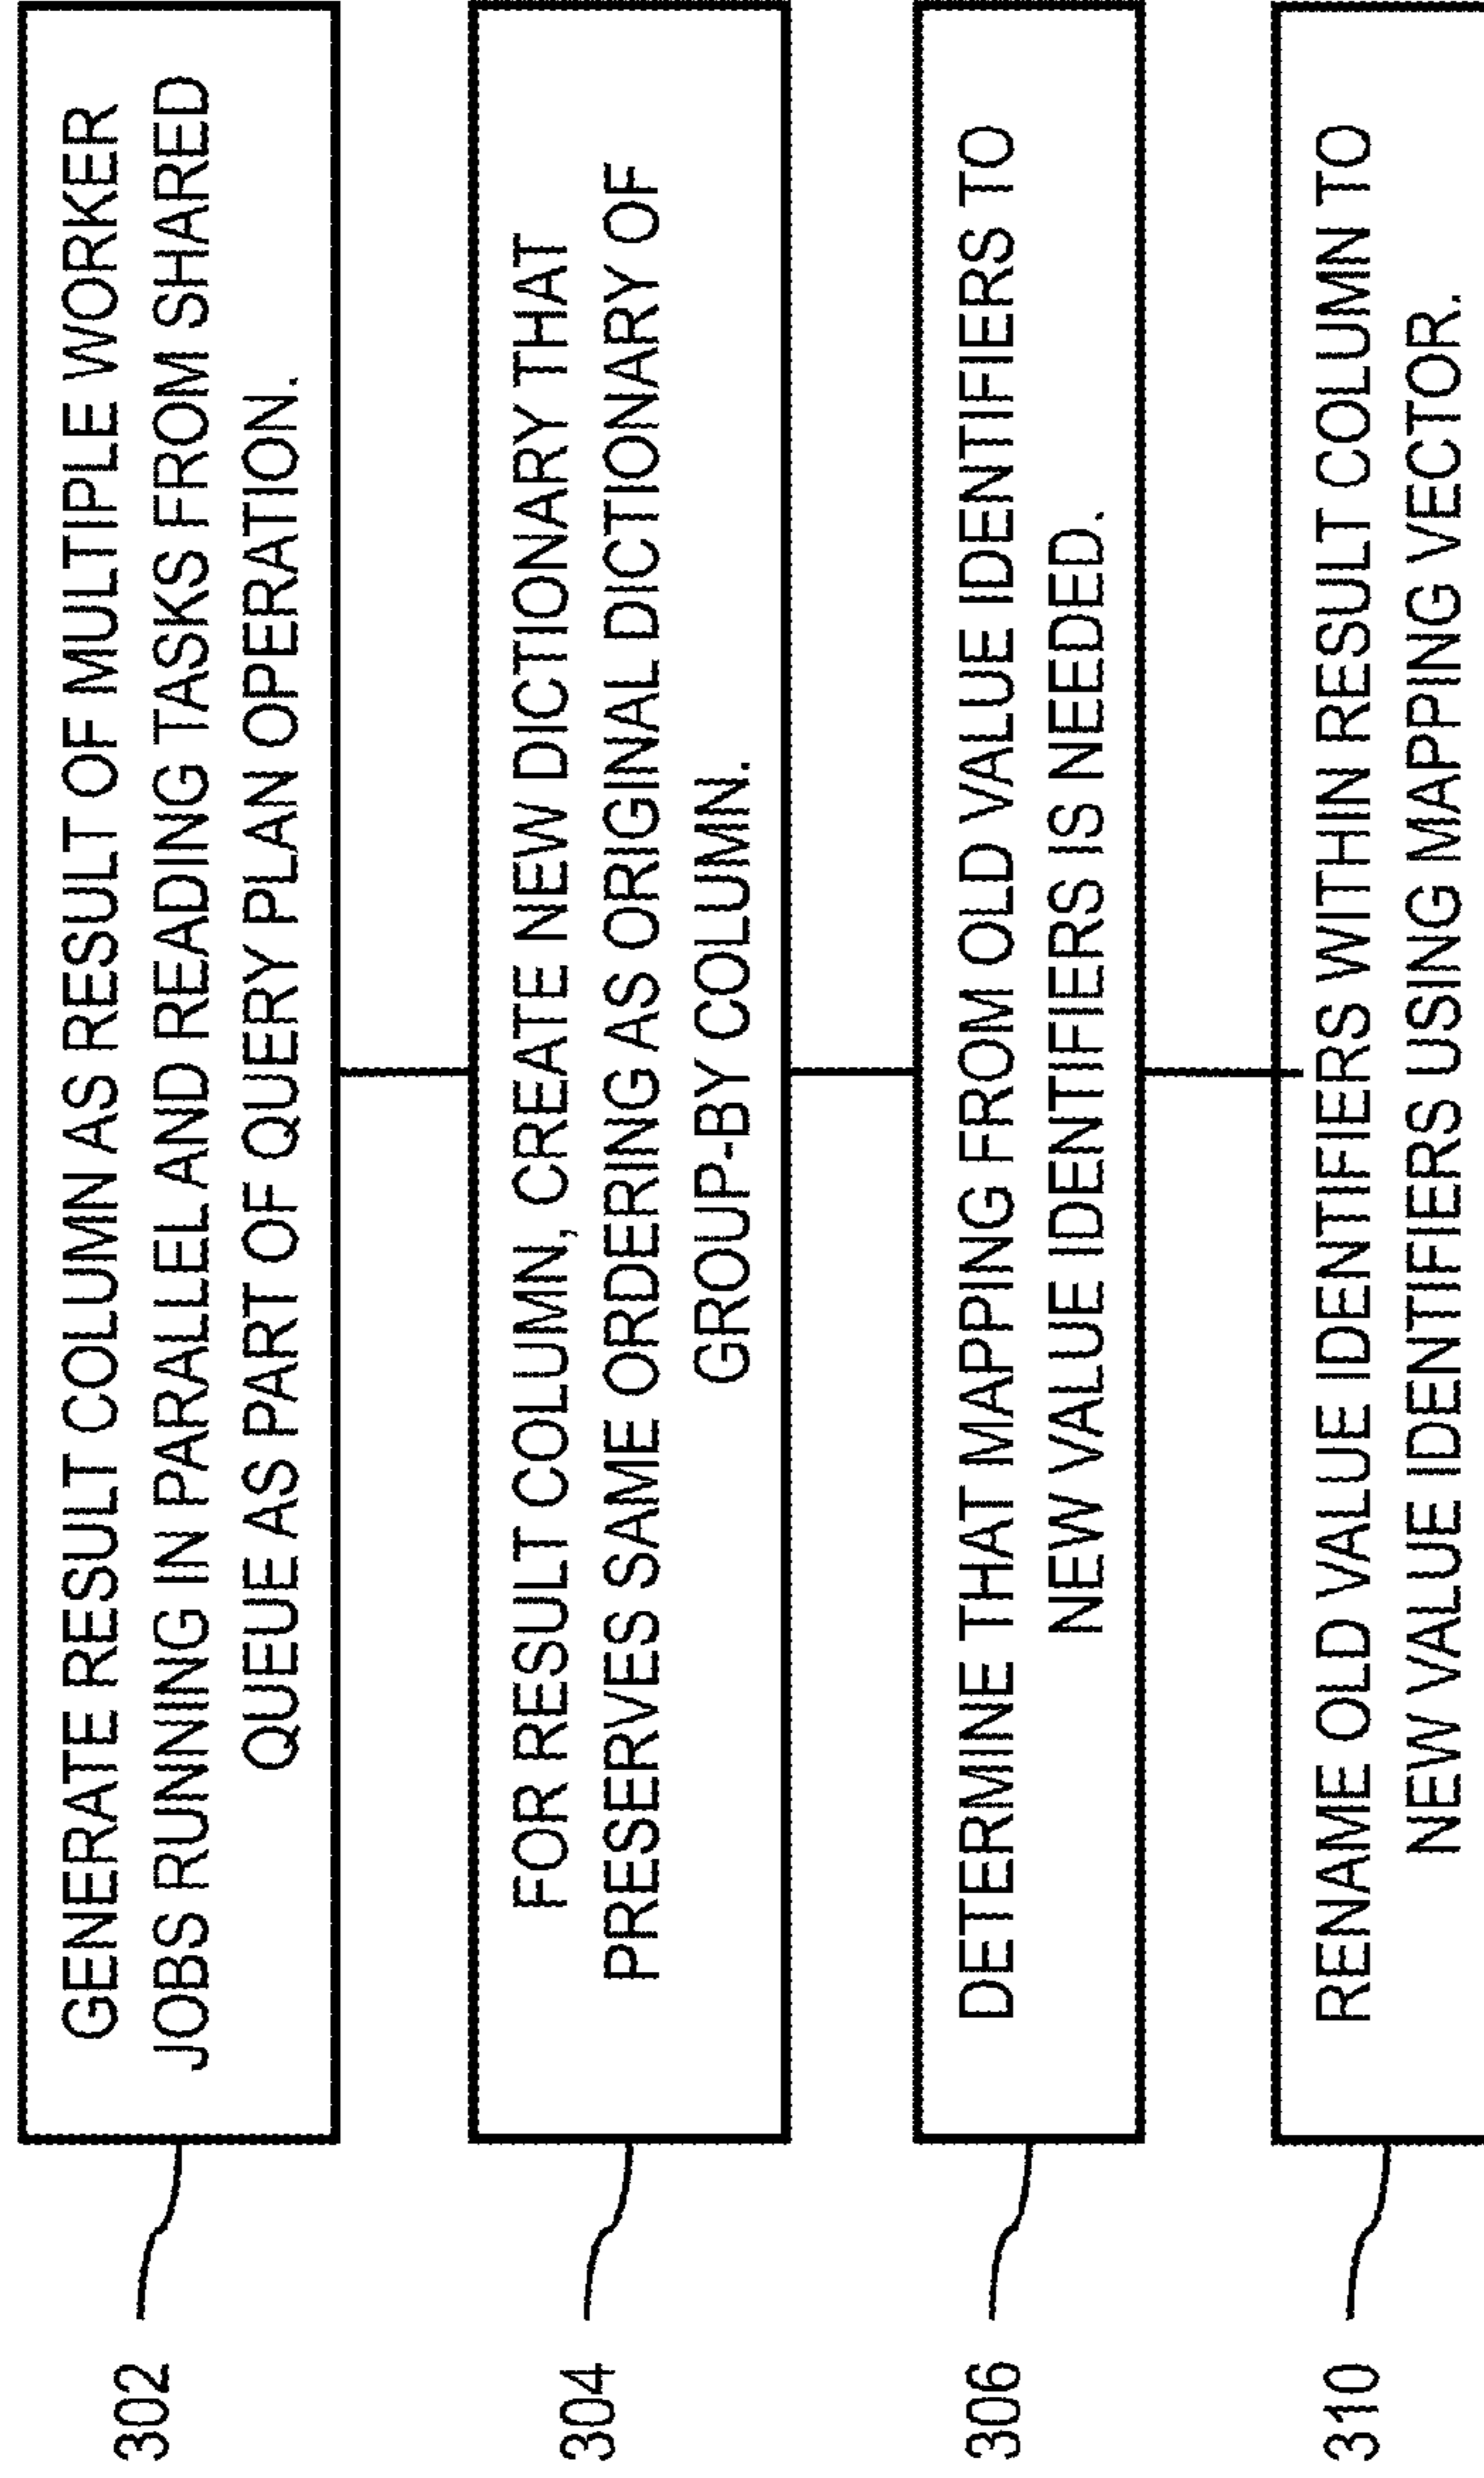 302
GENERATE RESULT COLUMN AS RESULT OF MULTIPLE WORKER
JOBS RUNNING IN PARALLEL AND READING TASKS FROM SHARED
QUEUE AS PART OF QUERY PLAN OPERATION.
304
FOR RESULT COLUMN, CREATE NEW DICTIONARY THAT
PRESERVES SAME ORDERING AS ORIGINAL DICTIONARY OF
GROUP-BY COLUMN.
306
DETERMINE THAT MAPPING FROM OLD VALUE IDENTIFIERS TO
NEW VALUE IDENTIFIERS IS NEEDED.
310
RENAME OLD VALUE IDENTIFIERS WITHIN RESULT COLUMN TO
NEW VALUE IDENTIFIERS USING MAPPING VECTOR.